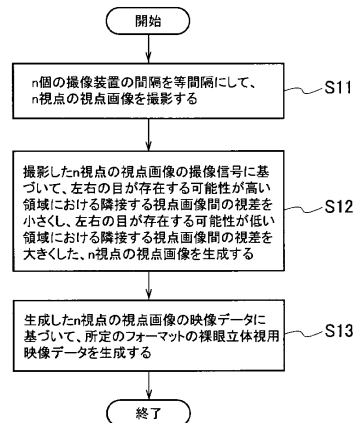 開始
n個の撮像装置の間隔を等間隔にして、
n視点の視点画像を撮影する
S11
撮影したn視点の視点画像の撮像信号に基
づいて、左右の目が存在する可能性が高い
領域における隣接する視点画像間の視差を
小さくし、左右の目が存在する可能性が低い
領域における隣接する視点画像間の視差を
大きくした、n視点の視点画像を生成する
S12
生成したn視点の視点画像の映像データに
基づいて、所定のフォーマットの裸眼立体視用
映像データを生成する
S13
終了